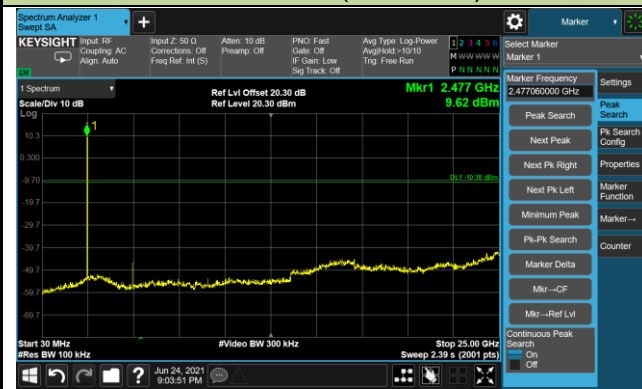 Spectrum Analyzer 1
Swept SA
Marker
KEYSIGHT
Input: RF
Coupling: AC
Align: Auto
Input Z: 50 Ω
Corrections: Off
Freq Ref: Int (S)
Atten: 10 dB
Preamp: Off
PNO: Fast
Gate: Off
IF Gain: Low
Sig Track: Off
Avg Type: Log-Power
Avg|Hold:>10/10
Trig: Free Run
1 2 3 4 5 6
M W W W W W
P N N N N N
Select Marker
Marker 1
1 Spectrum
Scale/Div 10 dB
Log
Ref Lvl Offset 20.30 dB
Ref Level 20.30 dBm
Mkr1 2.477 GHz
9.62 dBm
1
10.3
0.300
-9.70
-19.7
-29.7
-39.7
-49.7
-59.7
-69.7
DL1 -10.38 dBm
Start 30 MHz
#Res BW 100 kHz
#Video BW 300 kHz
Stop 25.00 GHz
Sweep 2.39 s (2001 pts)
Marker Frequency
2.477060000 GHz
Peak Search
Next Peak
Next Pk Right
Next Pk Left
Minimum Peak
Pk-Pk Search
Marker Delta
Mkr→CF
Mkr→Ref Lvl
Continuous Peak
Search
On
Off
Settings
Peak
Search
Pk Search
Config
Properties
Marker
Function
Marker→
Counter
Jun 24, 2021
9:03:51 PM